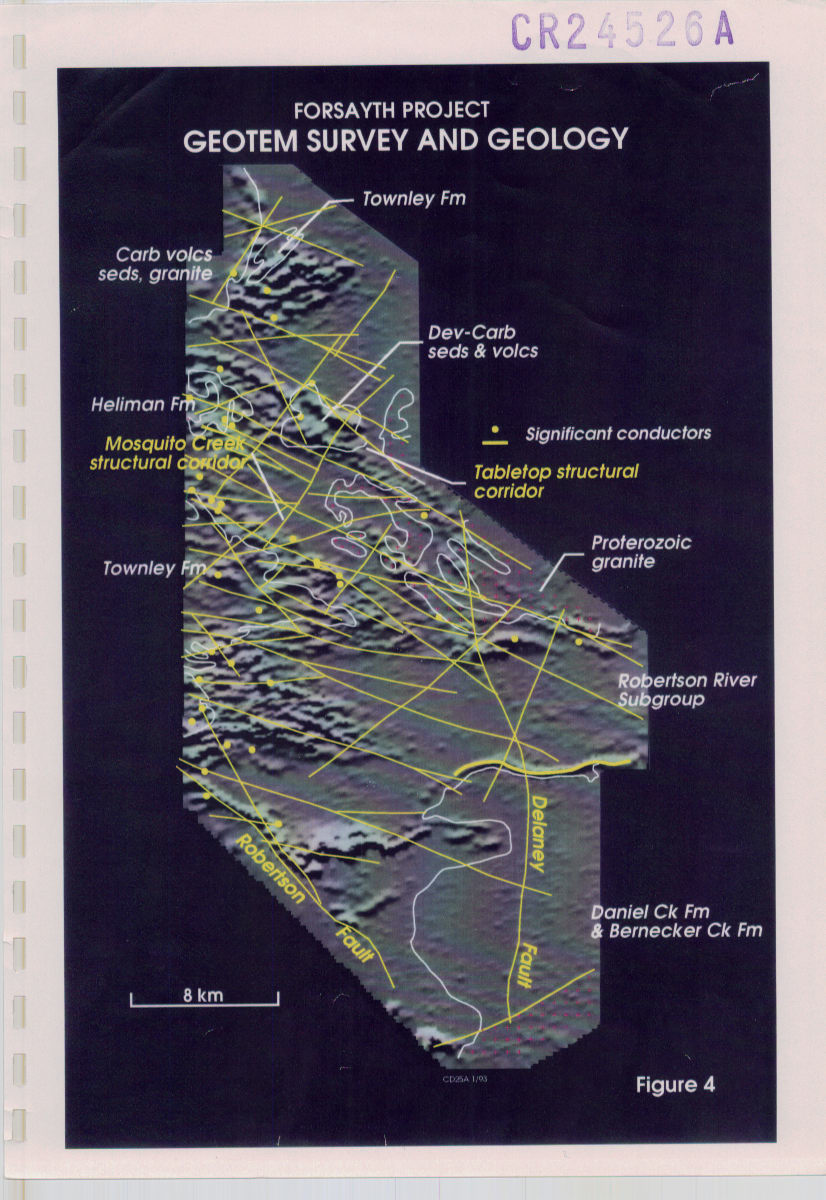 CR24526A
FORSAYTH PROJECT
GEOTEM SURVEY AND GEOLOGY
Townley Fm
Carb volcs
seds, granite
Dev-Carb
seds & volcs
Heliman Fm
Significant conductors
Mosquito Creek
structural corridor
Tabletop structural
corridor
Proterozoic
granite
Townley Fm
Robertson River
Subgroup
Delaney
Fault
Robertson
Fault
Daniel Ck Fm
& Bernecker Ck Fm
8 km
CD25A 1/93
Figure 4